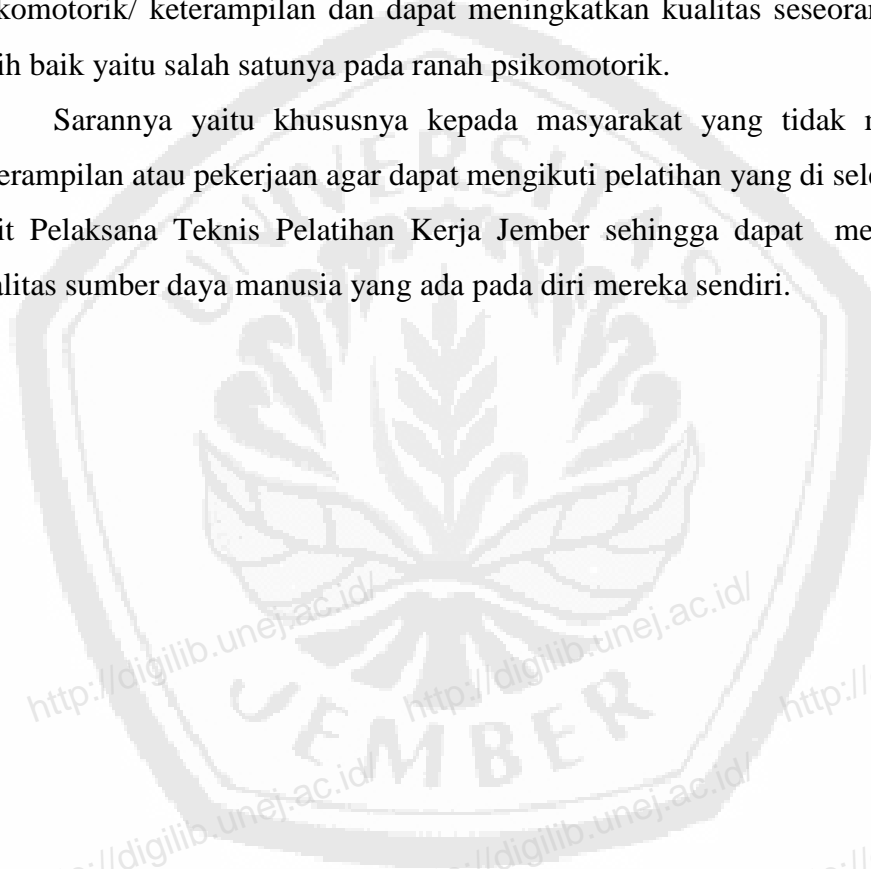 komotorik/ keterampilan dan dapat meningkatkan kualitas seseoran
ih baik yaitu salah satunya pada ranah psikomotorik.
Sarannya yaitu khususnya kepada masyarakat yang tidak
erampilan atau pekerjaan agar dapat mengikuti pelatihan yang di sel
it Pelaksana Teknis Pelatihan Kerja Jember sehingga dapat me
alitas sumber daya manusia yang ada pada diri mereka sendiri.
UNIVERSITAS
http://digilib.unej.ac.id/
http://digilib.unej.ac.id/
http://
JEMBER
://digilib.unej.ac.id/
://digilib.unej.ac.id/